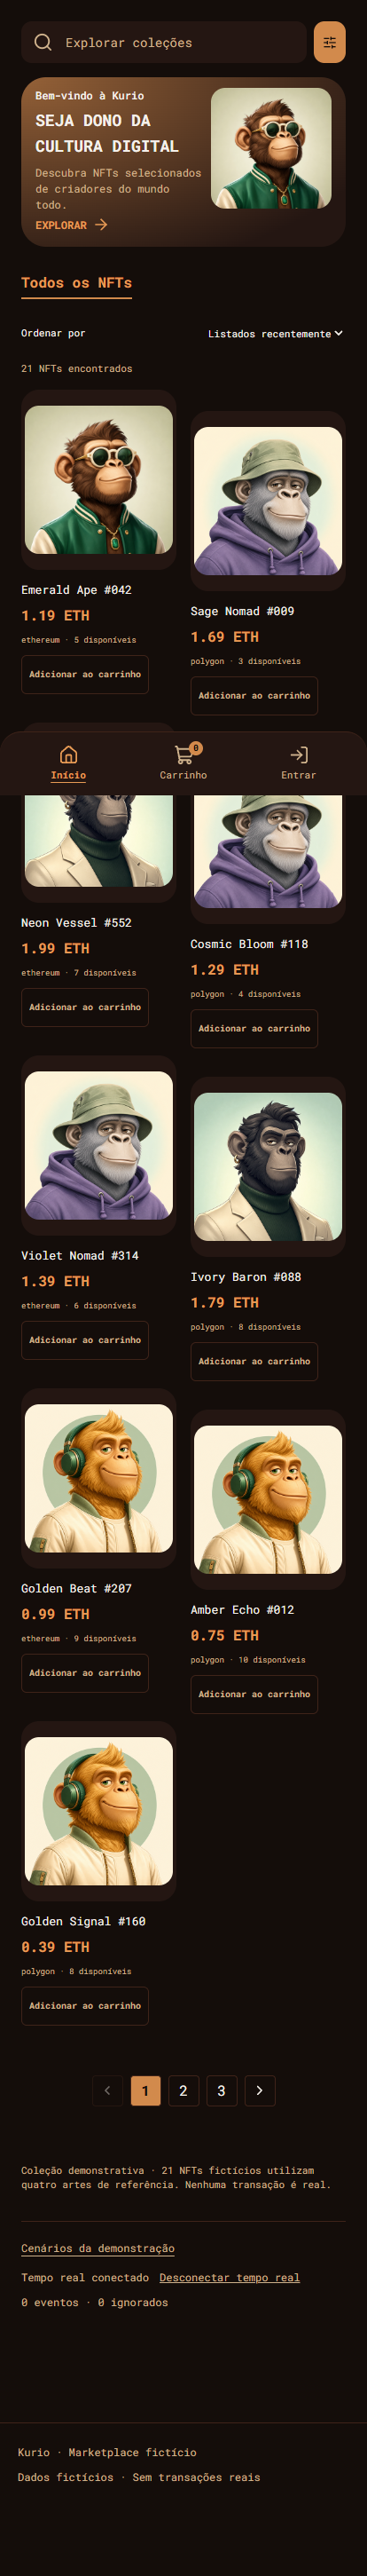 Explorar coleções
Bem-vindo à Kurio
SEJA DONO DA
CULTURA DIGITAL
Descubra NFTs selecionados
de criadores do mundo
todo.
EXPLORAR
Todos os NFTs
Ordenar por
Listados recentemente
21 NFTs encontrados
Emerald Ape #042
1.19 ETH
ethereum · 5 disponíveis
Adicionar ao carrinho
Sage Nomad #009
1.69 ETH
polygon · 3 disponíveis
Adicionar ao carrinho
Início
0
Carrinho
Entrar
Neon Vessel #552
1.99 ETH
ethereum · 7 disponíveis
Adicionar ao carrinho
Cosmic Bloom #118
1.29 ETH
polygon · 4 disponíveis
Adicionar ao carrinho
Violet Nomad #314
1.39 ETH
ethereum · 6 disponíveis
Adicionar ao carrinho
Ivory Baron #088
1.79 ETH
polygon · 8 disponíveis
Adicionar ao carrinho
Golden Beat #207
0.99 ETH
ethereum · 9 disponíveis
Adicionar ao carrinho
Amber Echo #012
0.75 ETH
polygon · 10 disponíveis
Adicionar ao carrinho
Golden Signal #160
0.39 ETH
polygon · 8 disponíveis
Adicionar ao carrinho
1 2 3
Coleção demonstrativa · 21 NFTs fictícios utilizam
quatro artes de referência. Nenhuma transação é real.
Cenários da demonstração
Tempo real conectado Desconectar tempo real
0 eventos · 0 ignorados
Kurio · Marketplace fictício
Dados fictícios · Sem transações reais